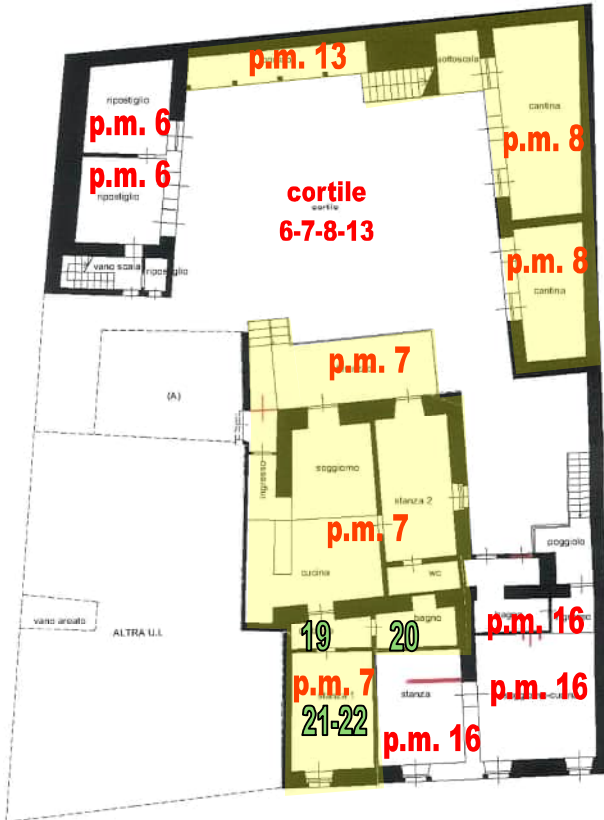 p.m. 13
sottoscala
ripostiglio
p.m. 6
cantina
p.m. 8
p.m. 6
ripostiglio
cortile
6-7-8-13
p.m. 8
cantina
vano scala
ripostiglio
p.m. 7
(A)
soggiorno
ingresso
stanza 2
p.m. 7
poggiolo
cucina
wc
vano areato
ALTRA U.I.
bagno
19
20
p.m. 16
p.m. 7
stanza
p.m. 16
21-22
p.m. 16